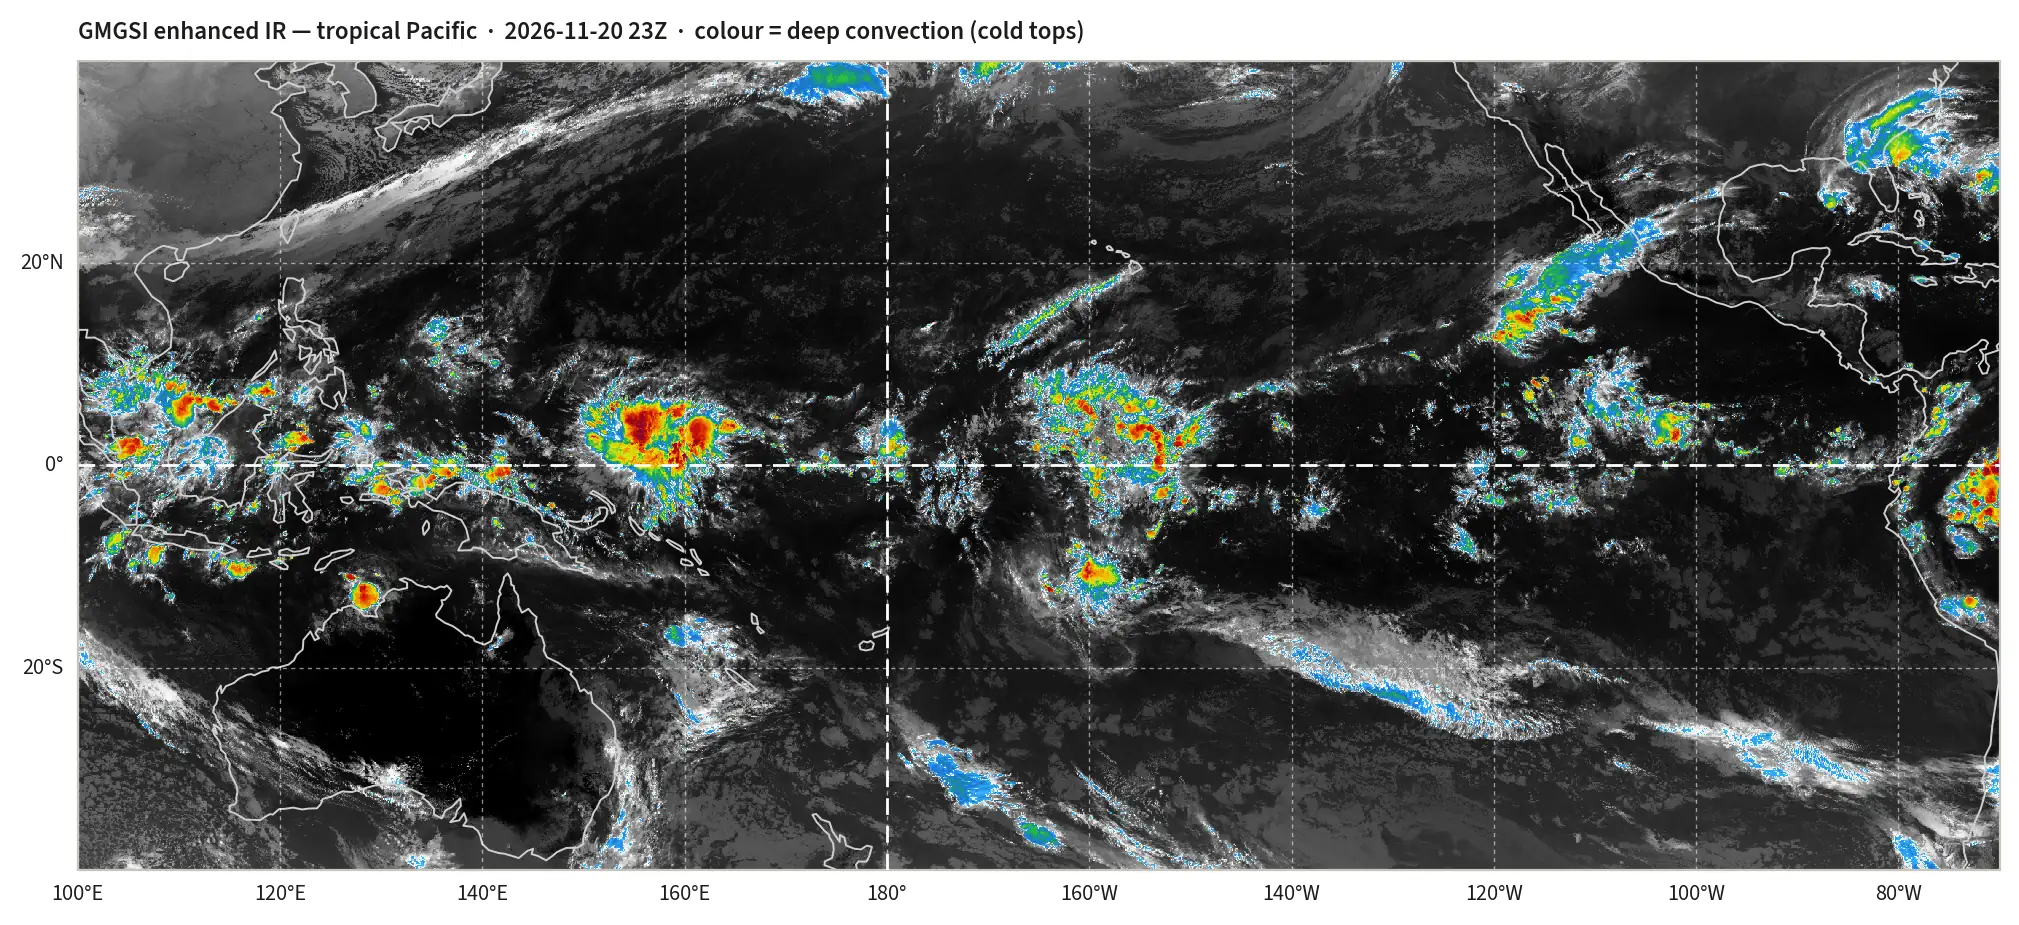 GMGSI enhanced IR — tropical Pacific · 2026-11-20 23Z · colour = deep convection (cold tops)
20°N
0°
20°S
100°E 120°E 140°E 160°E 180° 160°W 140°W 120°W 100°W 80°W